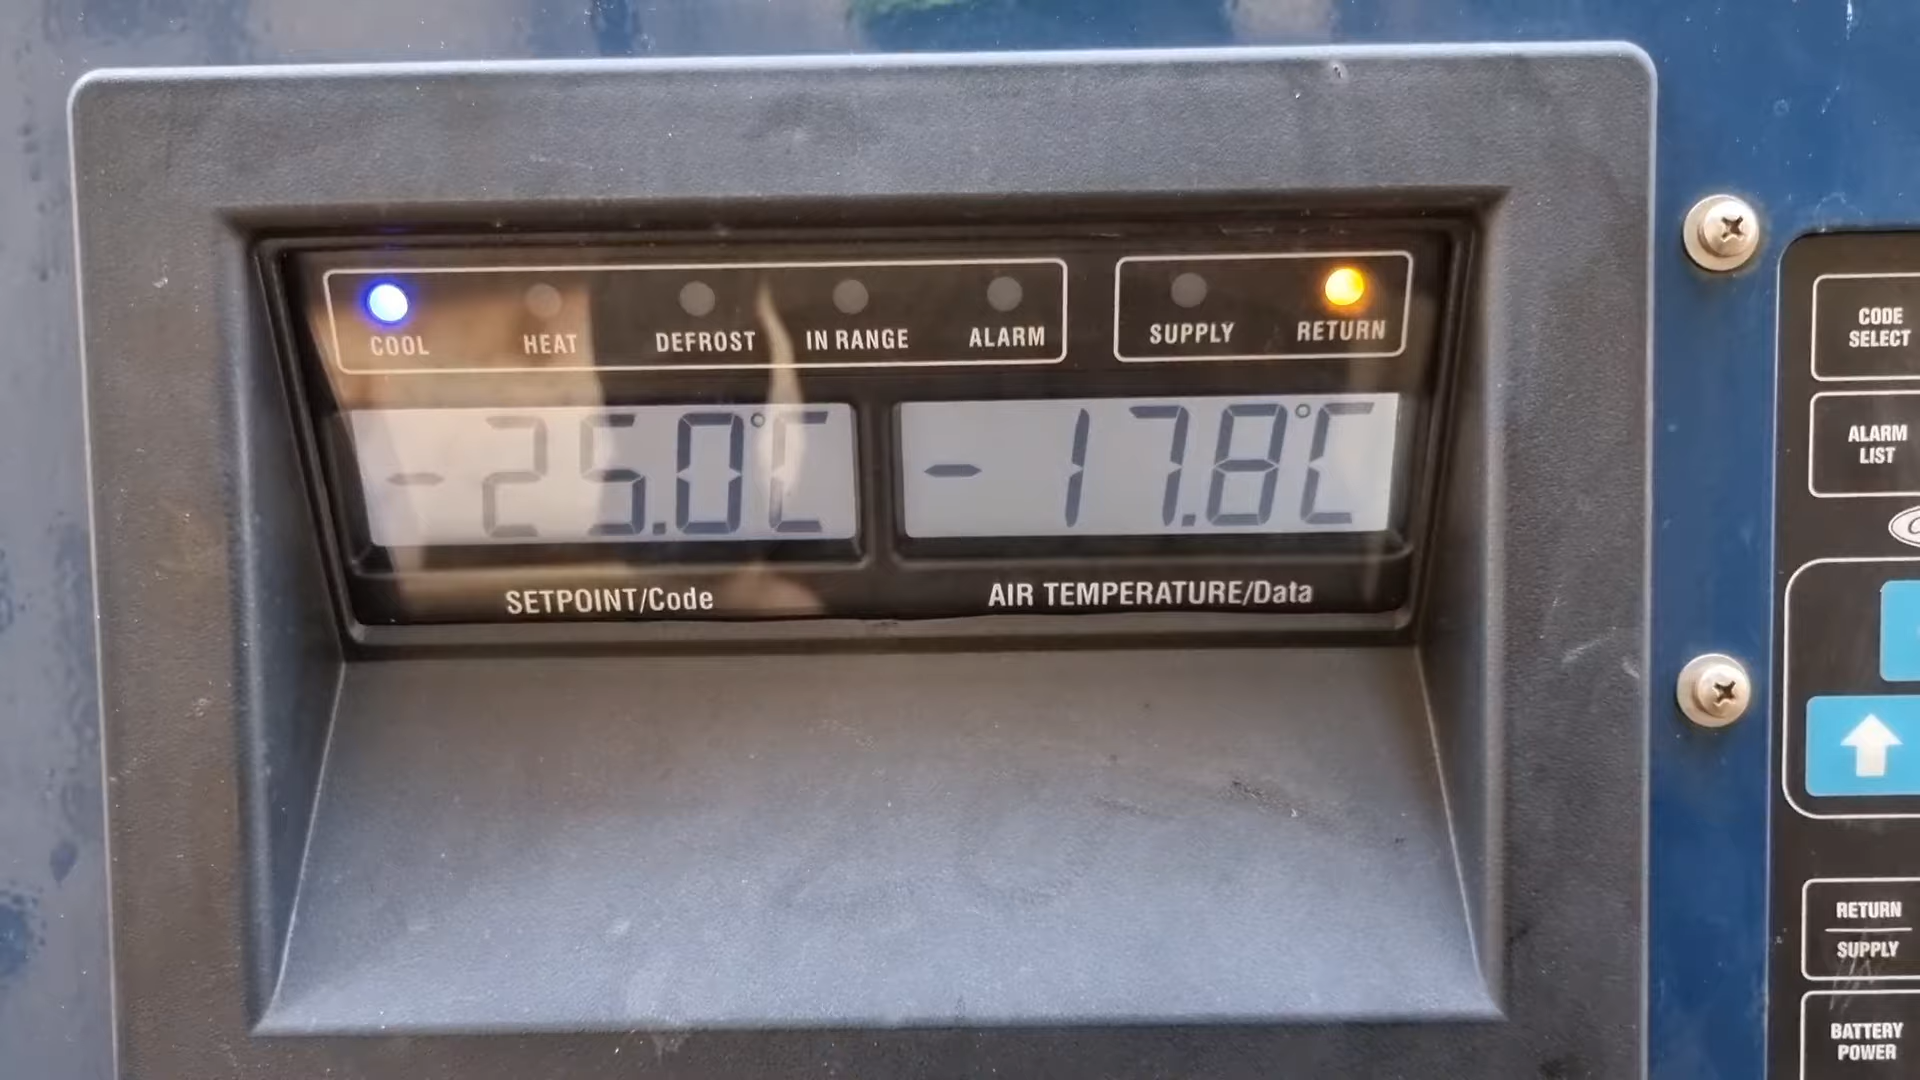 COOL HEAT DEFROST IN RANGE ALARM
SUPPLY RETURN
-25.0°C
-17.8°C
SETPOINT/Code
AIR TEMPERATURE/Data
CODE
SELECT
ALARM
LIST
RETURN
SUPPLY
BATTERY
POWER